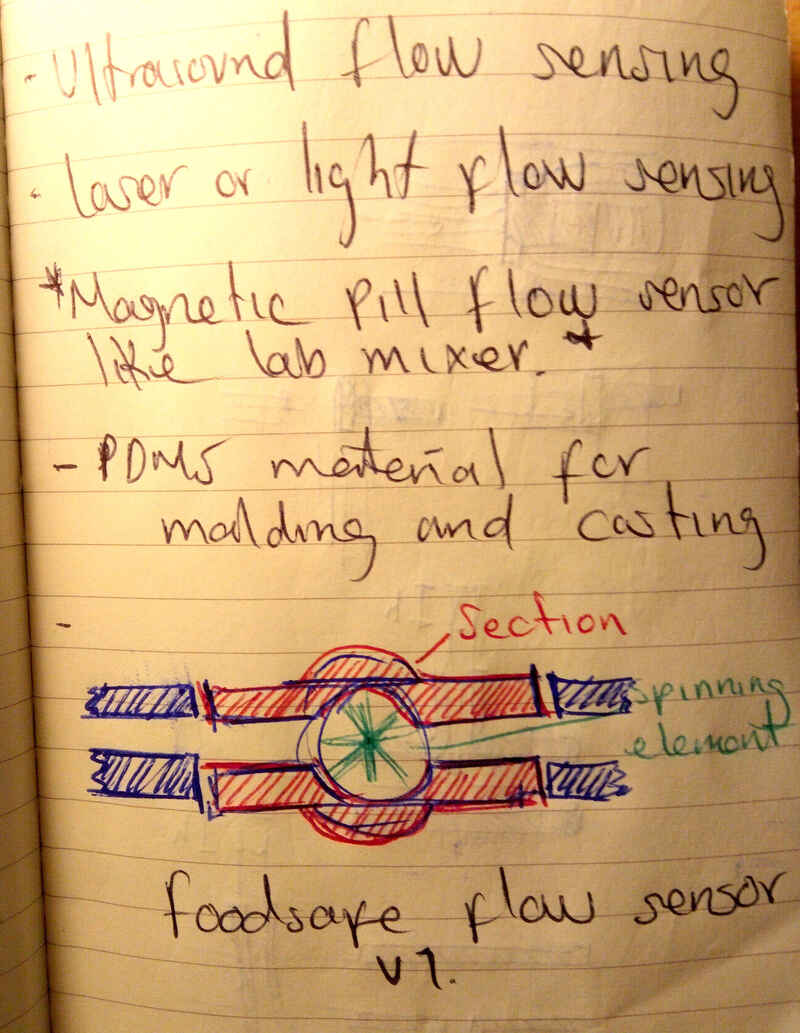 - Ultrasound flow sensing
- laser or light flow sensing
*Magnetic pill flow sensor
like lab mixer.*
- PDMS material for
molding and casting
-
section
spinning
element
foodsafe flow sensor
v1.